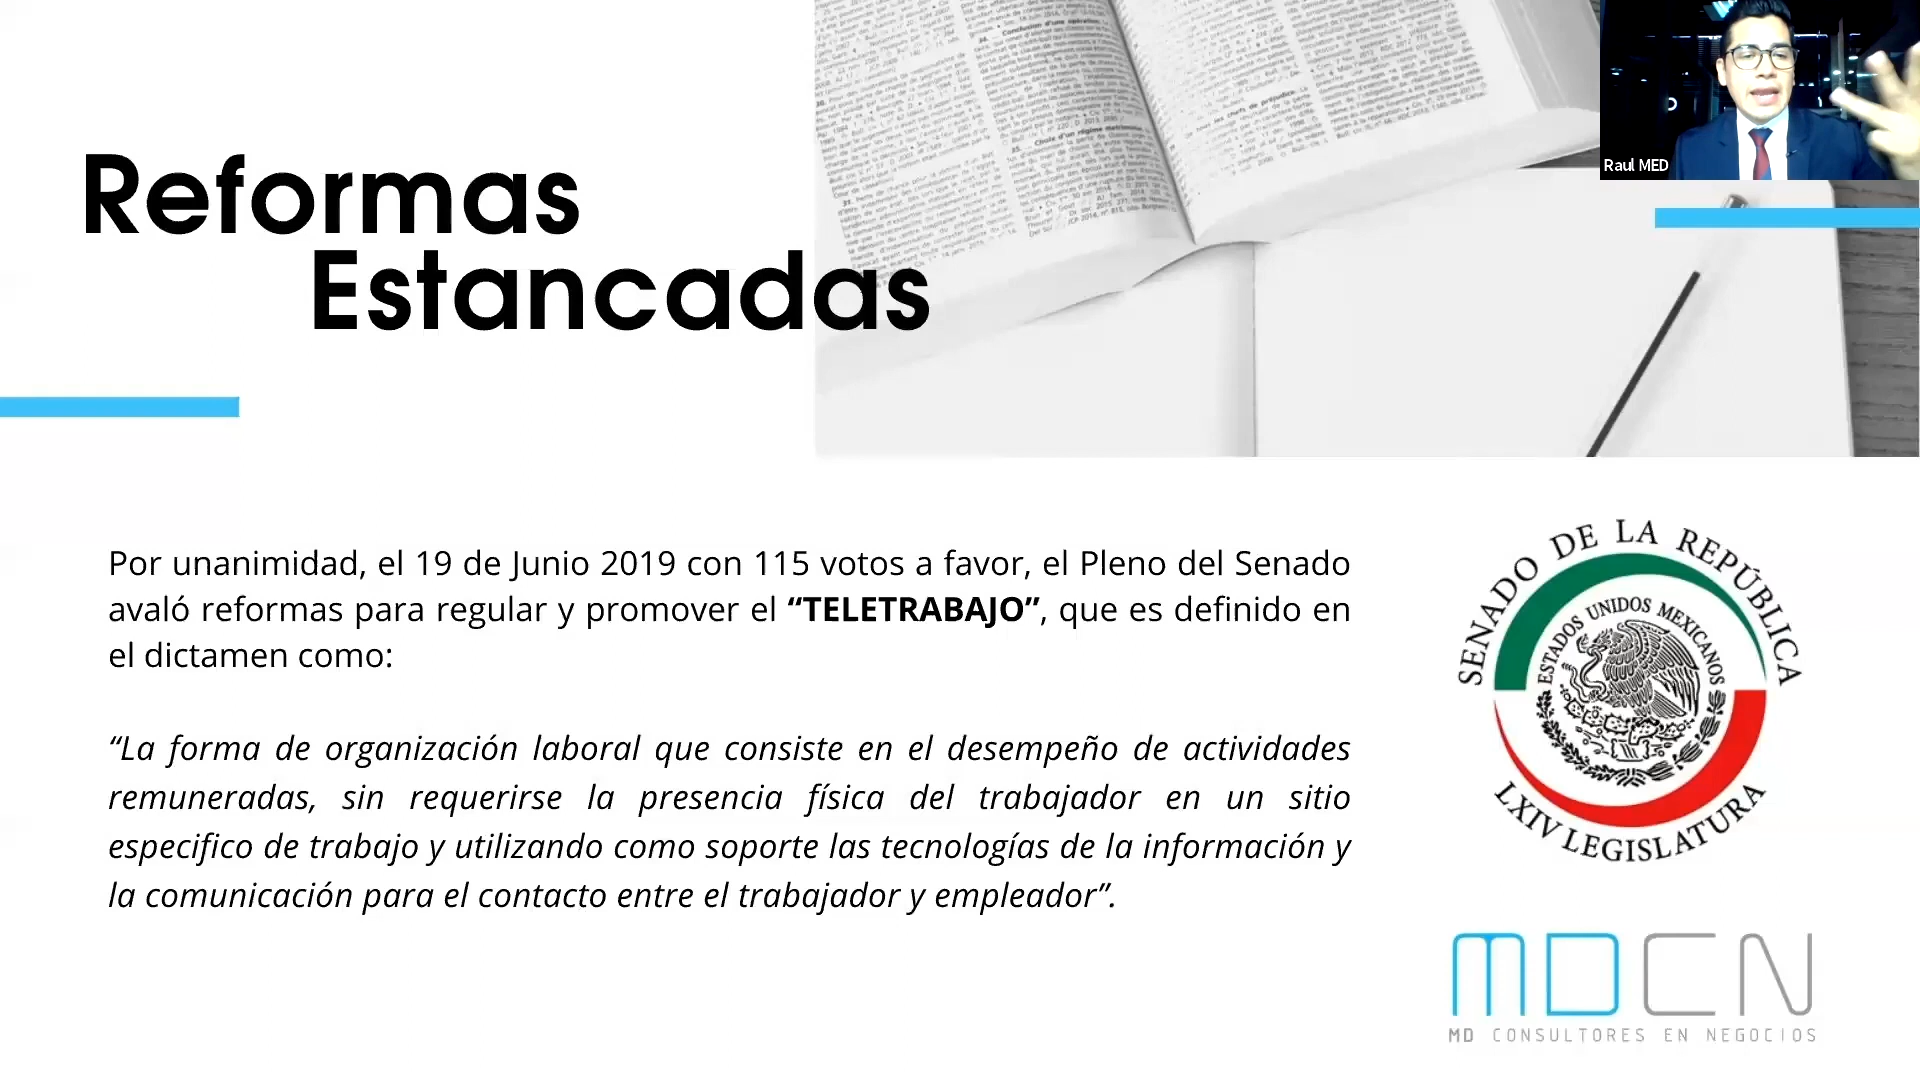 Raul MED
Reformas
Estancadas
Por unanimidad, el 19 de Junio 2019 con 115 votos a favor, el Pleno del Senado
avaló reformas para regular y promover el “TELETRABAJO”, que es definido en
el dictamen como:
“La forma de organización laboral que consiste en el desempeño de actividades
remuneradas, sin requerirse la presencia física del trabajador en un sitio
especifico de trabajo y utilizando como soporte las tecnologías de la información y
la comunicación para el contacto entre el trabajador y empleador”.
SENADO DE LA REPÚBLICA
ESTADOS UNIDOS MEXICANOS
LXIV LEGISLATURA
MDCN
MD CONSULTORES EN NEGOCIOS